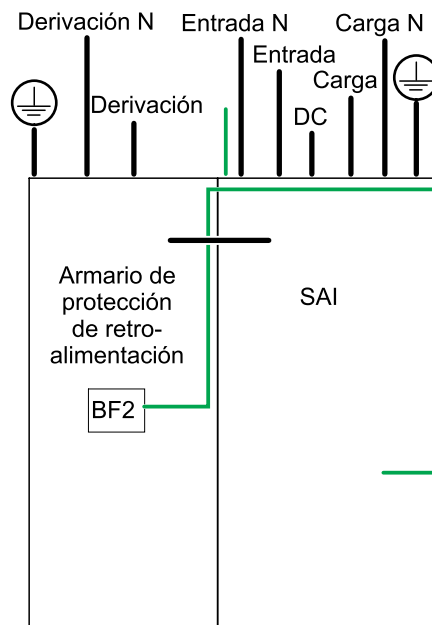 Derivación N
Entrada N
Carga N
Entrada
Carga
Derivación
DC
Armario de
protección
de retro-
alimentación
SAI
BF2